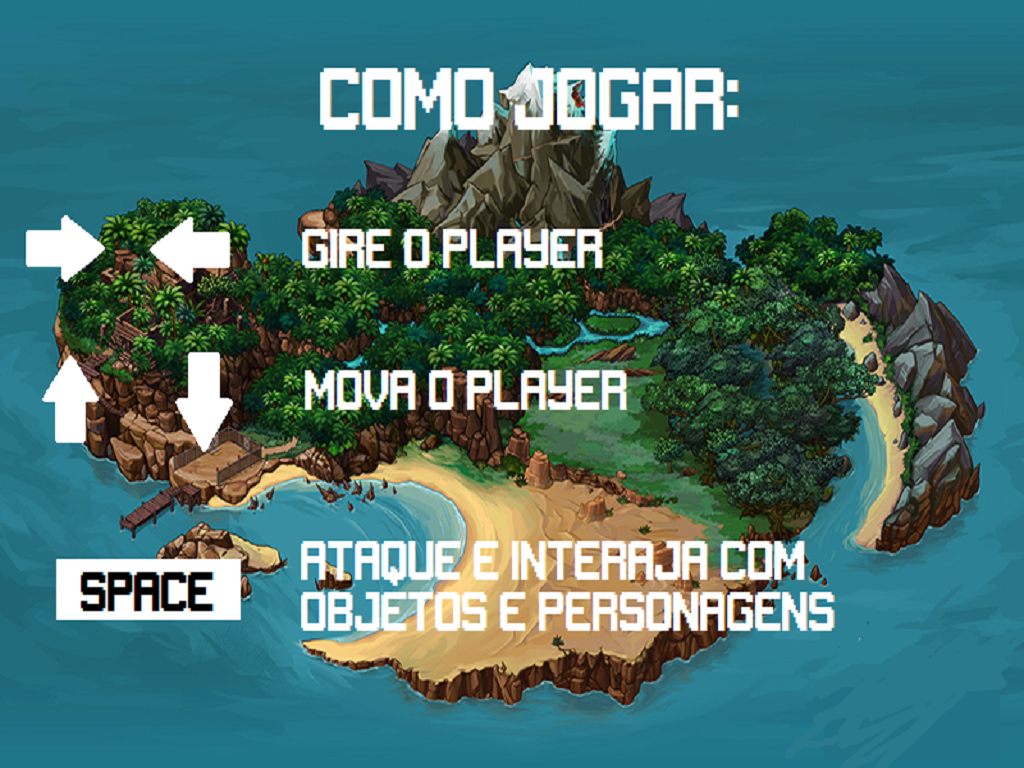 COMO JOGAR:
GIRE O PLAYER
MOVA O PLAYER
SPACE
ATAQUE E INTERAJA COM
OBJETOS E PERSONAGENS